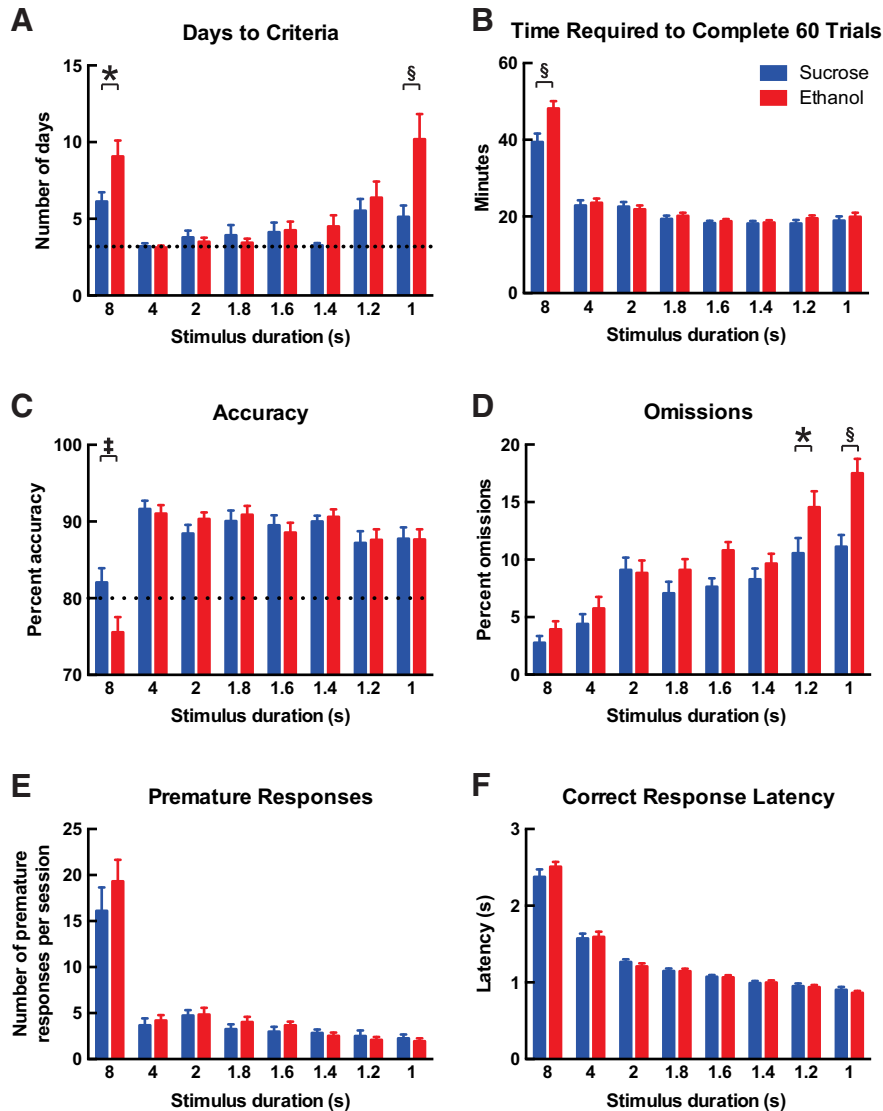 A
Days to Criteria
Number of days
15
10
5
0
*
§
8 4 2 1.8 1.6 1.4 1.2 1
Stimulus duration (s)
B
Time Required to Complete 60 Trials
Minutes
60
40
20
0
§
Sucrose
Ethanol
8 4 2 1.8 1.6 1.4 1.2 1
Stimulus duration (s)
C
Accuracy
Percent accuracy
100
90
80
70
‡
8 4 2 1.8 1.6 1.4 1.2 1
Stimulus duration (s)
D
Omissions
Percent omissions
20
15
10
5
0
*
§
8 4 2 1.8 1.6 1.4 1.2 1
Stimulus duration (s)
E
Premature Responses
Number of premature
responses per session
25
20
15
10
5
0
8 4 2 1.8 1.6 1.4 1.2 1
Stimulus duration (s)
F
Correct Response Latency
Latency (s)
3
2
1
0
8 4 2 1.8 1.6 1.4 1.2 1
Stimulus duration (s)